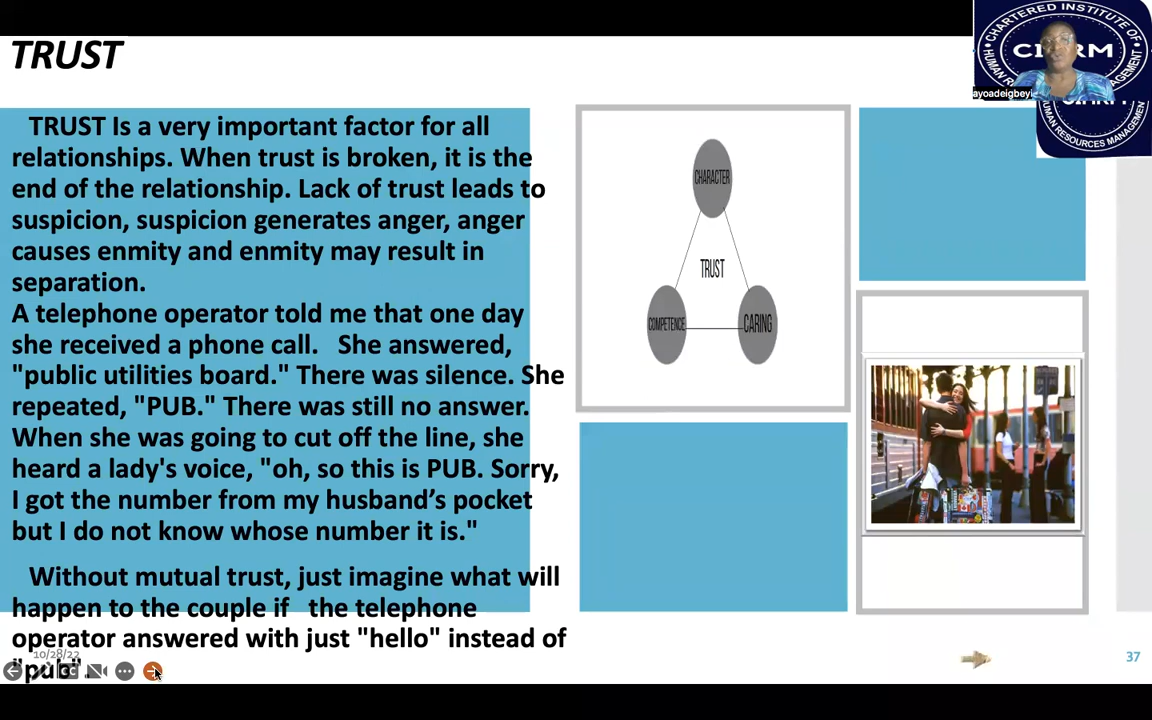 TRUST
TRUST Is a very important factor for all
relationships. When trust is broken, it is the
end of the relationship. Lack of trust leads to
suspicion, suspicion generates anger, anger
causes enmity and enmity may result in
separation.
A telephone operator told me that one day
she received a phone call. She answered,
"public utilities board." There was silence. She
repeated, "PUB." There was still no answer.
When she was going to cut off the line, she
heard a lady's voice, "oh, so this is PUB. Sorry,
I got the number from my husband’s pocket
but I do not know whose number it is."
Without mutual trust, just imagine what will
happen to the couple if the telephone
operator answered with just "hello" instead of
"pub".
10/28/22
CHARACTER
TRUST
COMPETENCE
CARING
CHARTERED INSTITUTE OF
HUMAN RESOURCES MANAGEMENT
HUMAN RESOURCES MANAGEMENT
37